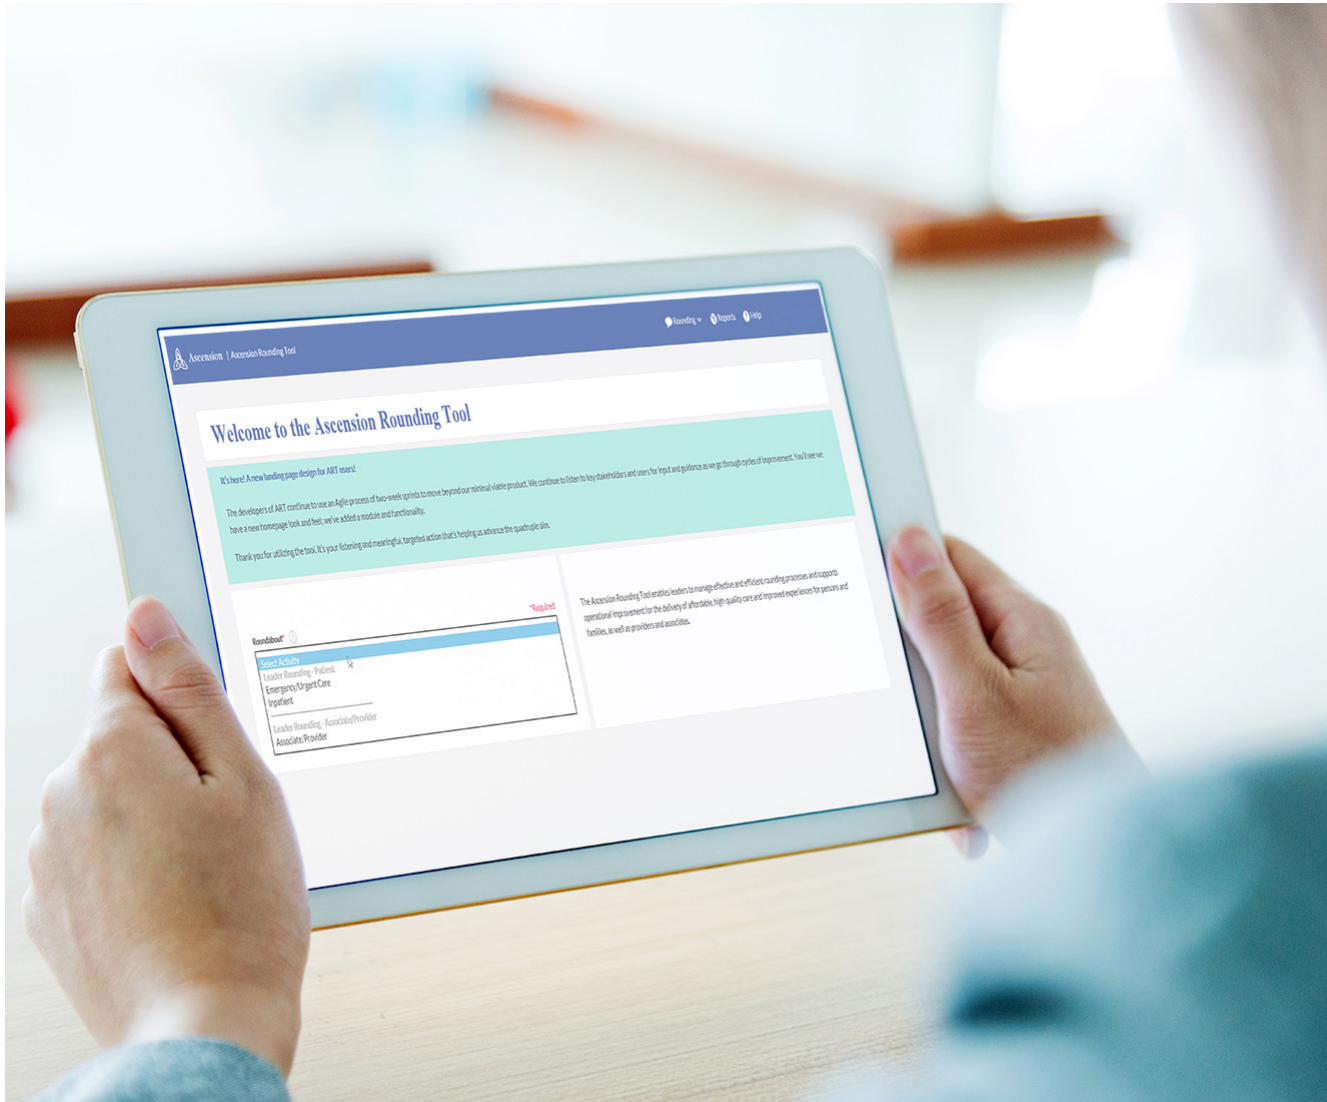 Ascension | Ascension Rounding Tool
Rounding Reports Help
Welcome to the Ascension Rounding Tool
It's here! A new landing page design for ART users!
The developers of ART continue to use an Agile process of two-week sprints to move beyond our minimal viable product. We continue to listen to key stakeholders and users for input and guidance as we go through cycles of improvement. You'll see we
have a new homepage look and feel; we've added a module and functionality.
Thank you for utilizing the tool. It's your listening and meaningful, targeted action that's helping us advance the quadruple aim.
*Required
Roundabout*
Select Activity
Leader Rounding - Patient
Emergency/Urgent Care
Inpatient
Leader Rounding - Associate/Provider
Associate/Provider
The Ascension Rounding Tool enables leaders to manage effective and efficient rounding processes and supports
operational improvement for the delivery of affordable, high-quality care and improved experiences for persons and
families, as well as providers and associates.